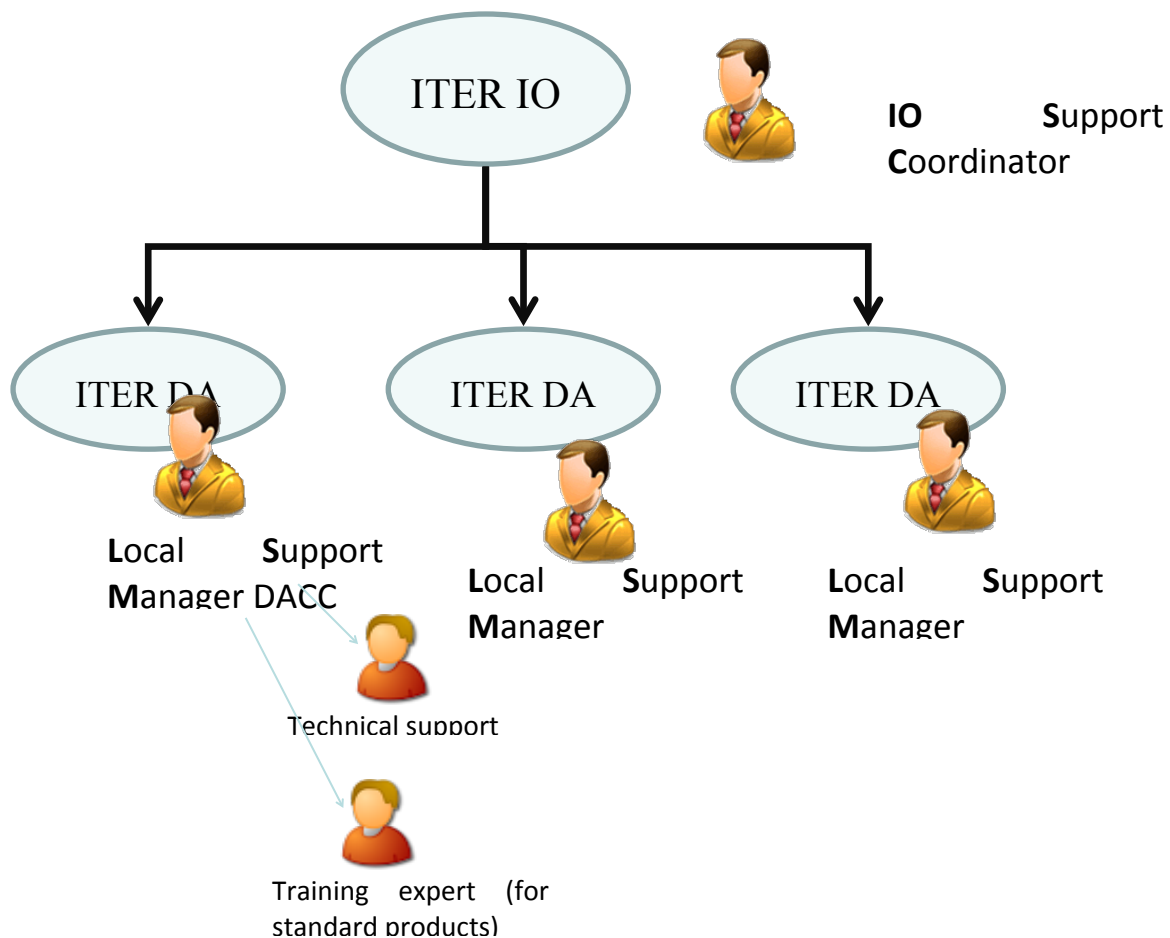 ITER IO
IO Support
Coordinator
ITER DA
ITER DA
ITER DA
Local Support
Manager DACC
Local Support
Manager
Local Support
Manager
Technical support
Training expert (for
standard products)